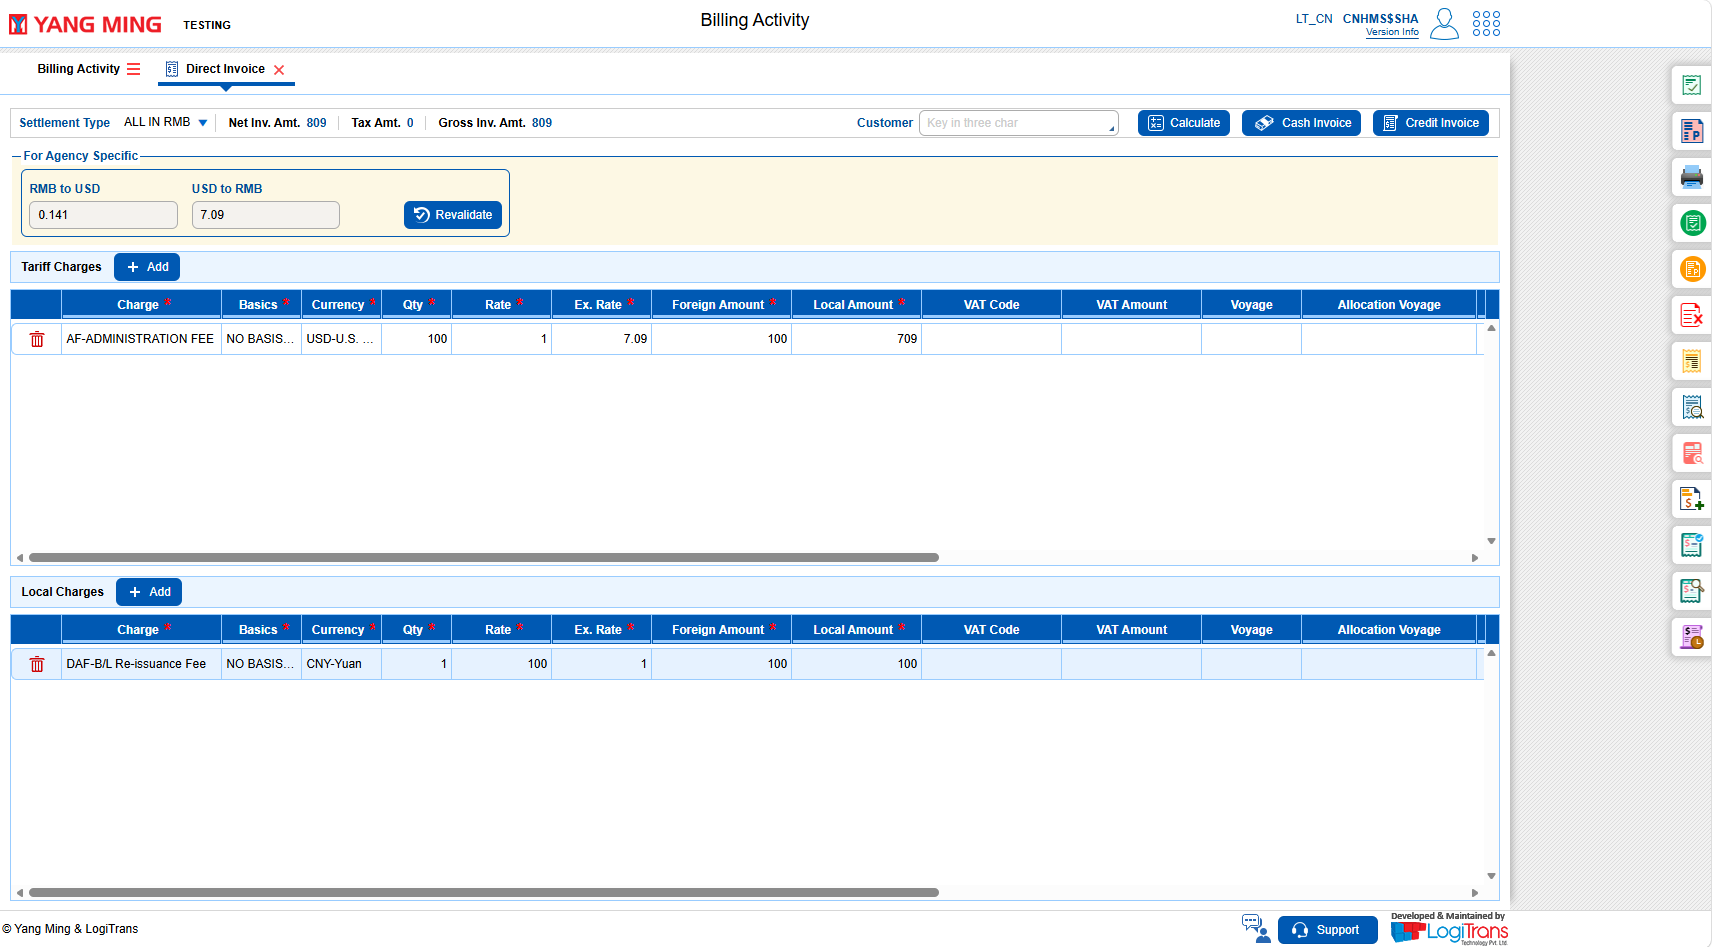 YANG MING TESTING Billing Activity LT_CN CNHMS$SHA
Version Info
Billing Activity Direct Invoice
Settlement Type ALL IN RMB Net Inv. Amt. 809 Tax Amt. 0 Gross Inv. Amt. 809 Customer Key in three char Calculate Cash Invoice Credit Invoice
For Agency Specific
RMB to USD USD to RMB
0.141 7.09 Revalidate
Tariff Charges + Add
Charge * Basics * Currency * Qty * Rate * Ex. Rate * Foreign Amount * Local Amount * VAT Code VAT Amount Voyage Allocation Voyage
AF-ADMINISTRATION FEE NO BASIS... USD-U.S. ... 100 1 7.09 100 709
Local Charges + Add
Charge * Basics * Currency * Qty * Rate * Ex. Rate * Foreign Amount * Local Amount * VAT Code VAT Amount Voyage Allocation Voyage
DAF-B/L Re-issuance Fee NO BASIS... CNY-Yuan 1 100 1 100 100
© Yang Ming & LogiTrans Support Developed & Maintained by
LogiTrans
Technology Pvt. Ltd.